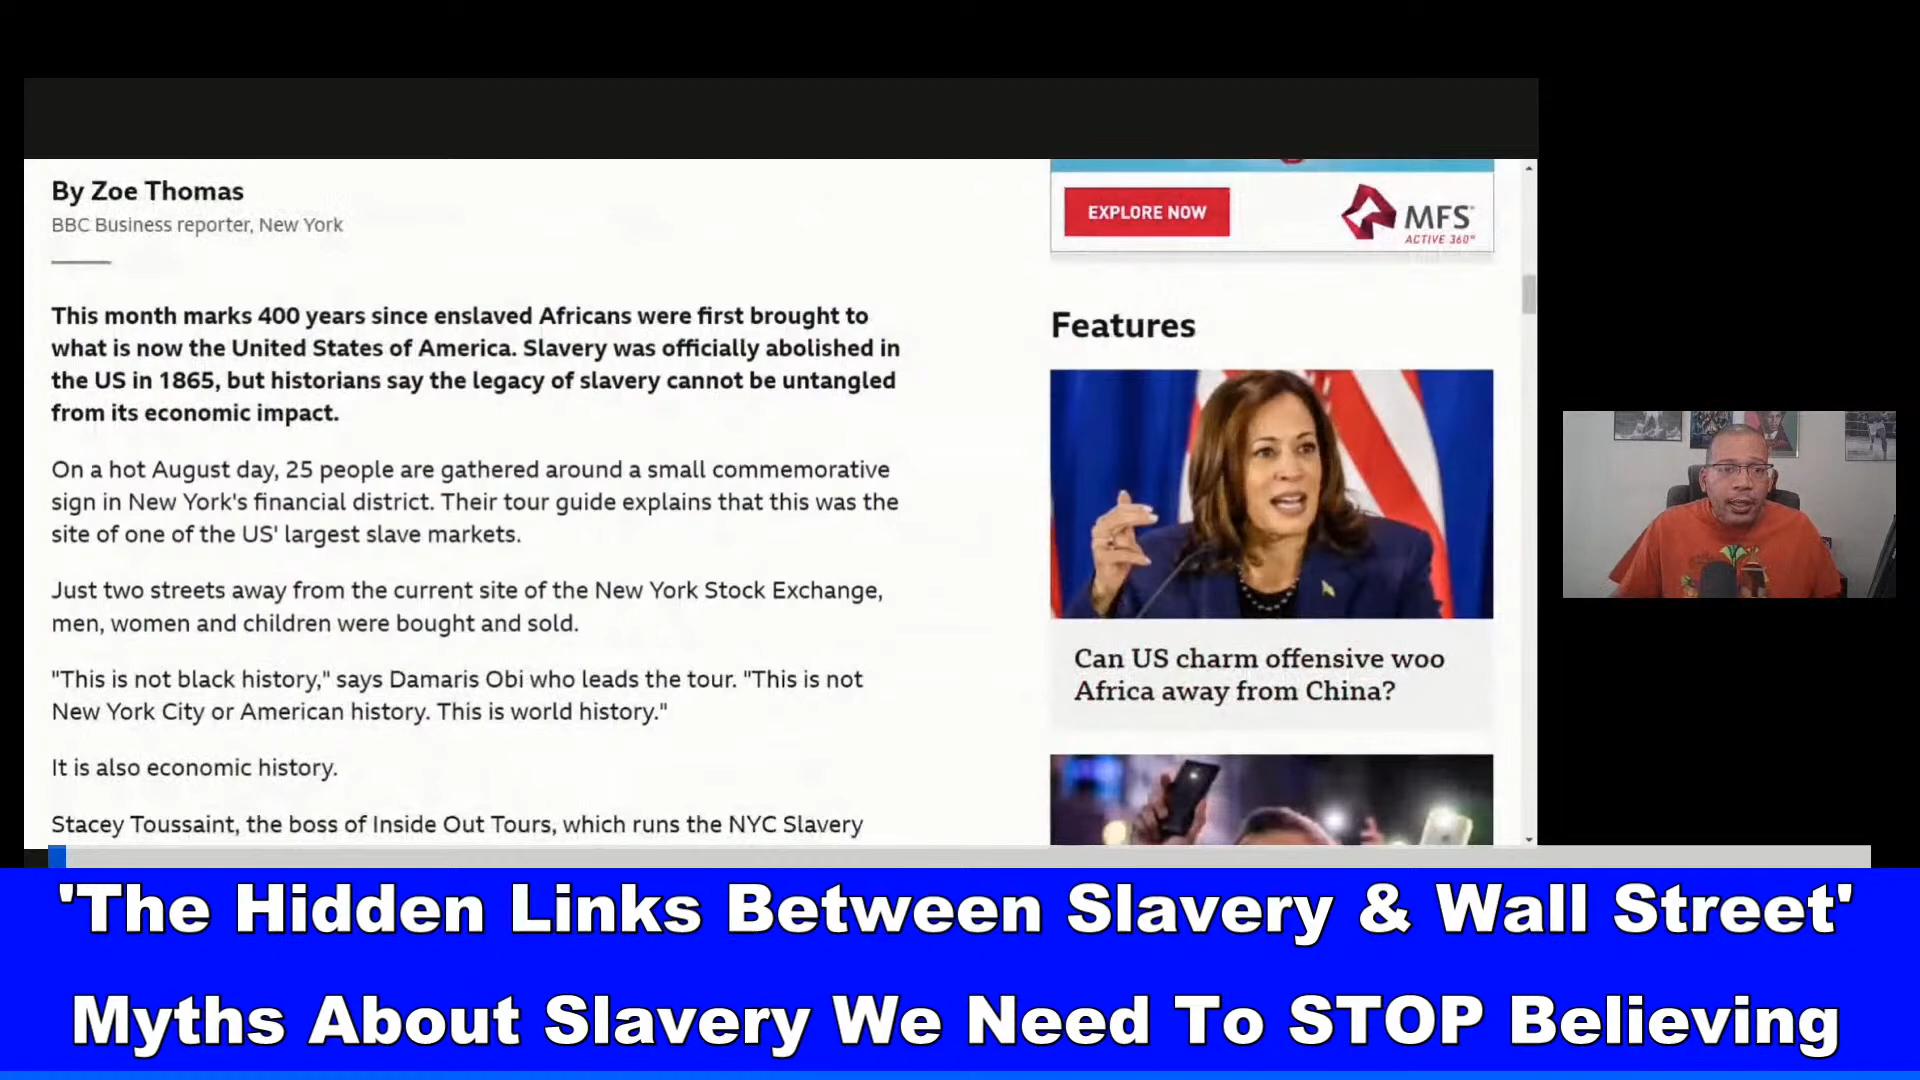 By Zoe Thomas
BBC Business reporter, New York
This month marks 400 years since enslaved Africans were first brought to
what is now the United States of America. Slavery was officially abolished in
the US in 1865, but historians say the legacy of slavery cannot be untangled
from its economic impact.
On a hot August day, 25 people are gathered around a small commemorative
sign in New York's financial district. Their tour guide explains that this was the
site of one of the US' largest slave markets.
Just two streets away from the current site of the New York Stock Exchange,
men, women and children were bought and sold.
"This is not black history," says Damaris Obi who leads the tour. "This is not
New York City or American history. This is world history."
It is also economic history.
Stacey Toussaint, the boss of Inside Out Tours, which runs the NYC Slavery
EXPLORE NOW
MFS
ACTIVE 360°
Features
Can US charm offensive woo
Africa away from China?
'The Hidden Links Between Slavery & Wall Street'
Myths About Slavery We Need To STOP Believing